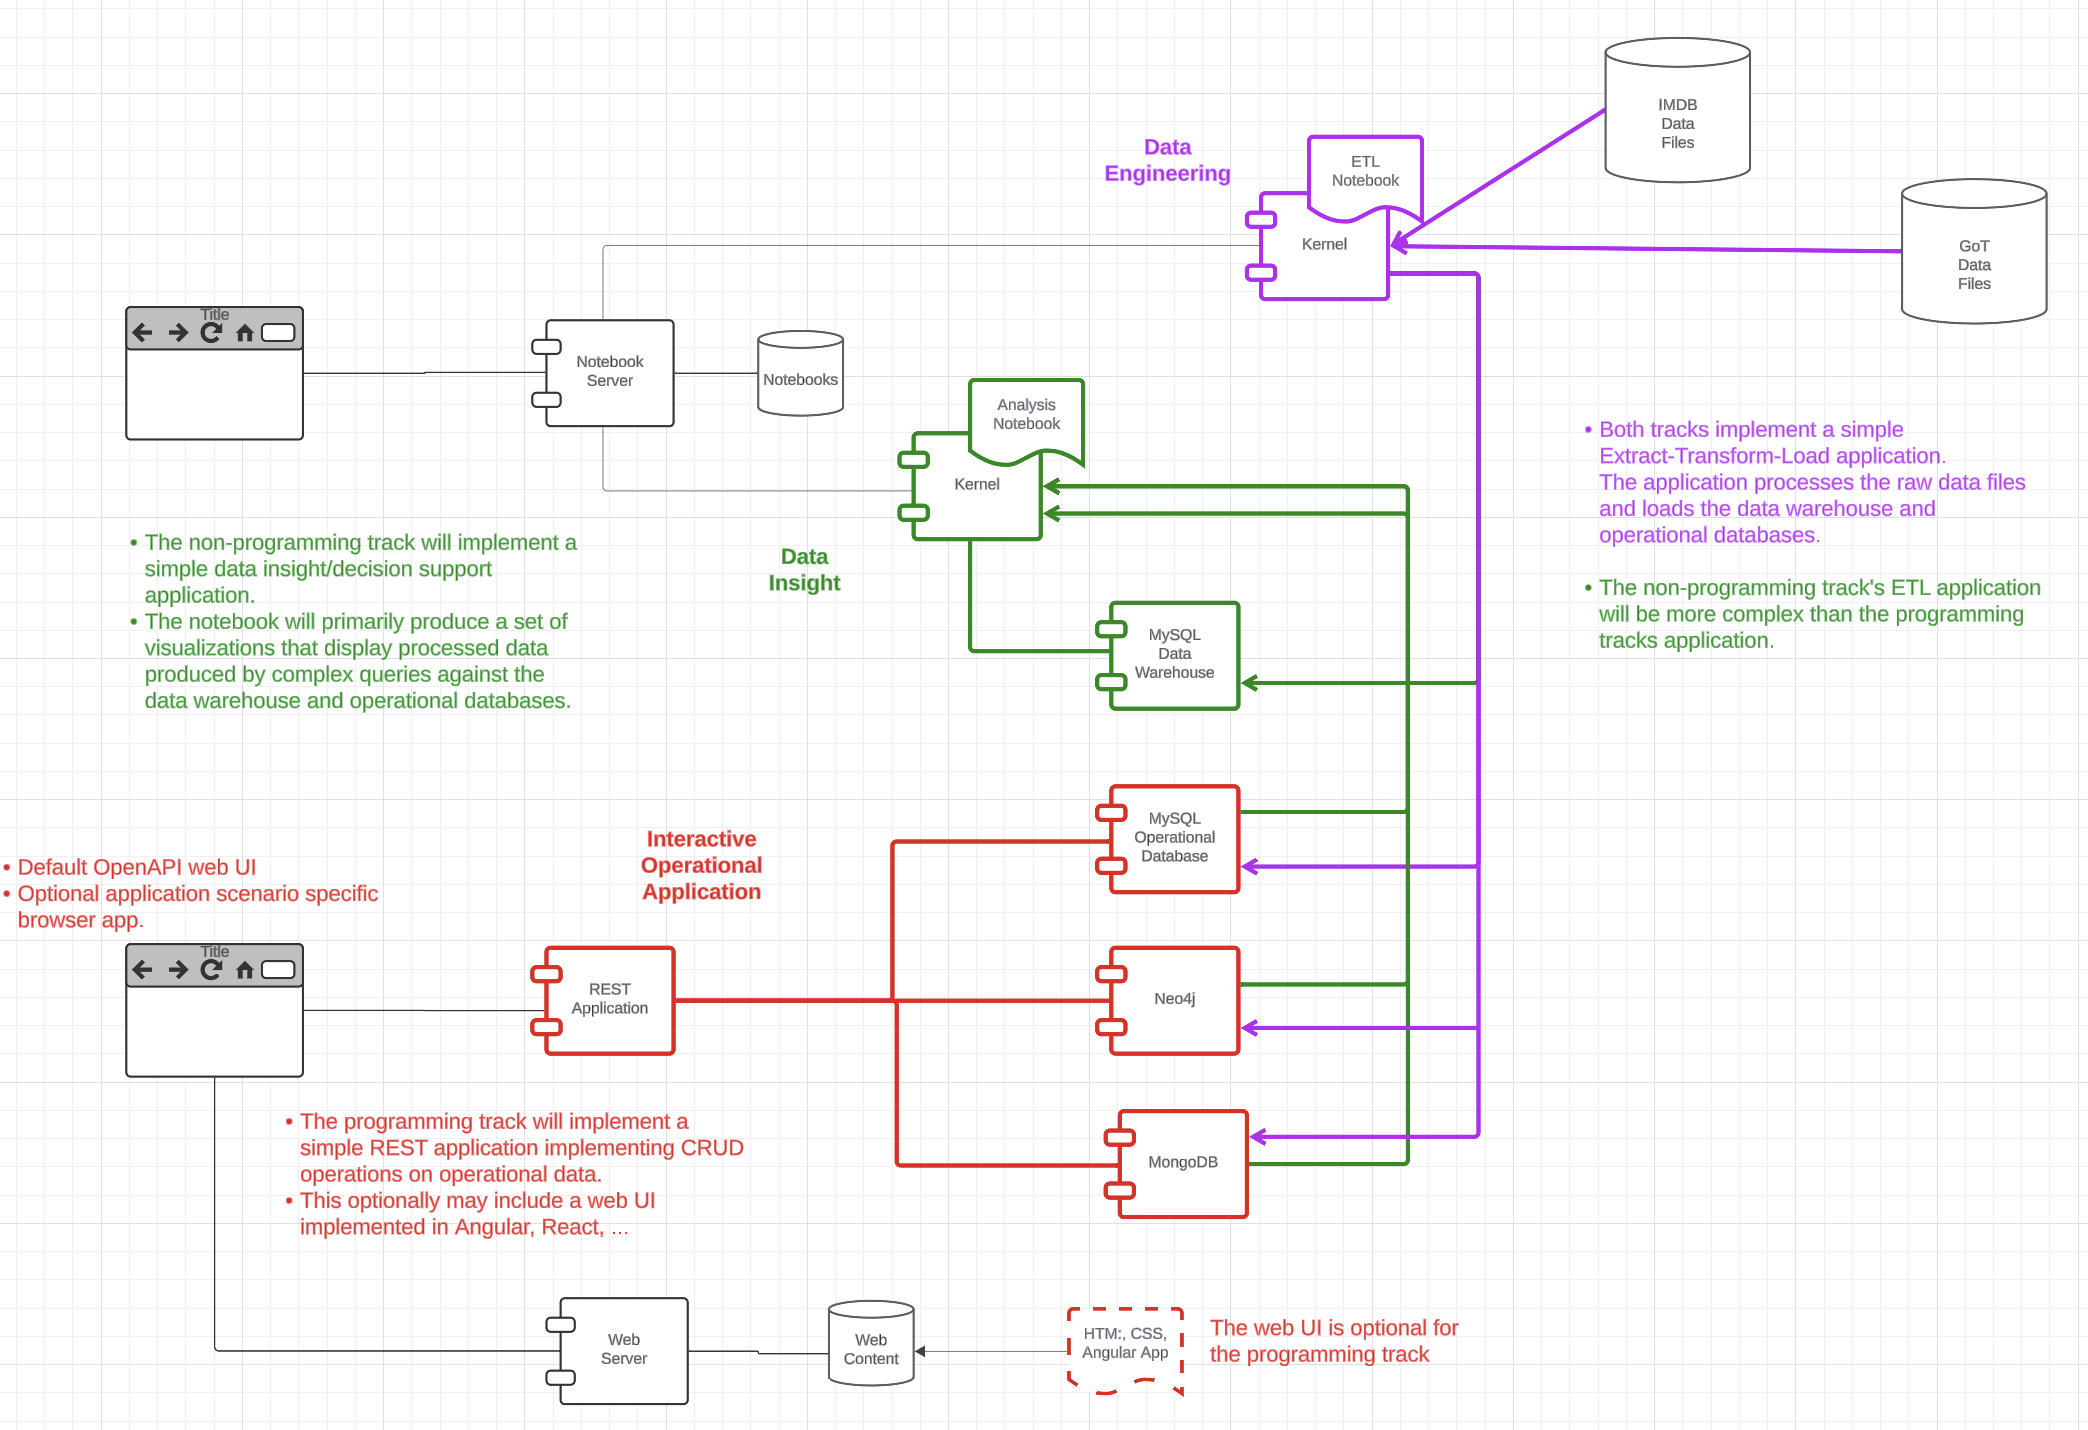 IMDB
Data
Files
Data
Engineering
ETL
Notebook
Kernel
GoT
Data
Files
Title
Notebook
Server
Notebooks
Analysis
Notebook
Kernel
• Both tracks implement a simple
Extract-Transform-Load application.
The application processes the raw data files
and loads the data warehouse and
operational databases.
• The non-programming track's ETL application
will be more complex than the programming
tracks application.
• The non-programming track will implement a
simple data insight/decision support
application.
• The notebook will primarily produce a set of
visualizations that display processed data
produced by complex queries against the
data warehouse and operational databases.
Data
Insight
MySQL
Data
Warehouse
MySQL
Operational
Database
Interactive
Operational
Application
• Default OpenAPI web UI
• Optional application scenario specific
browser app.
Title
REST
Application
Neo4j
• The programming track will implement a
simple REST application implementing CRUD
operations on operational data.
• This optionally may include a web UI
implemented in Angular, React, ...
MongoDB
Web
Server
Web
Content
HTM:, CSS,
Angular App
The web UI is optional for
the programming track